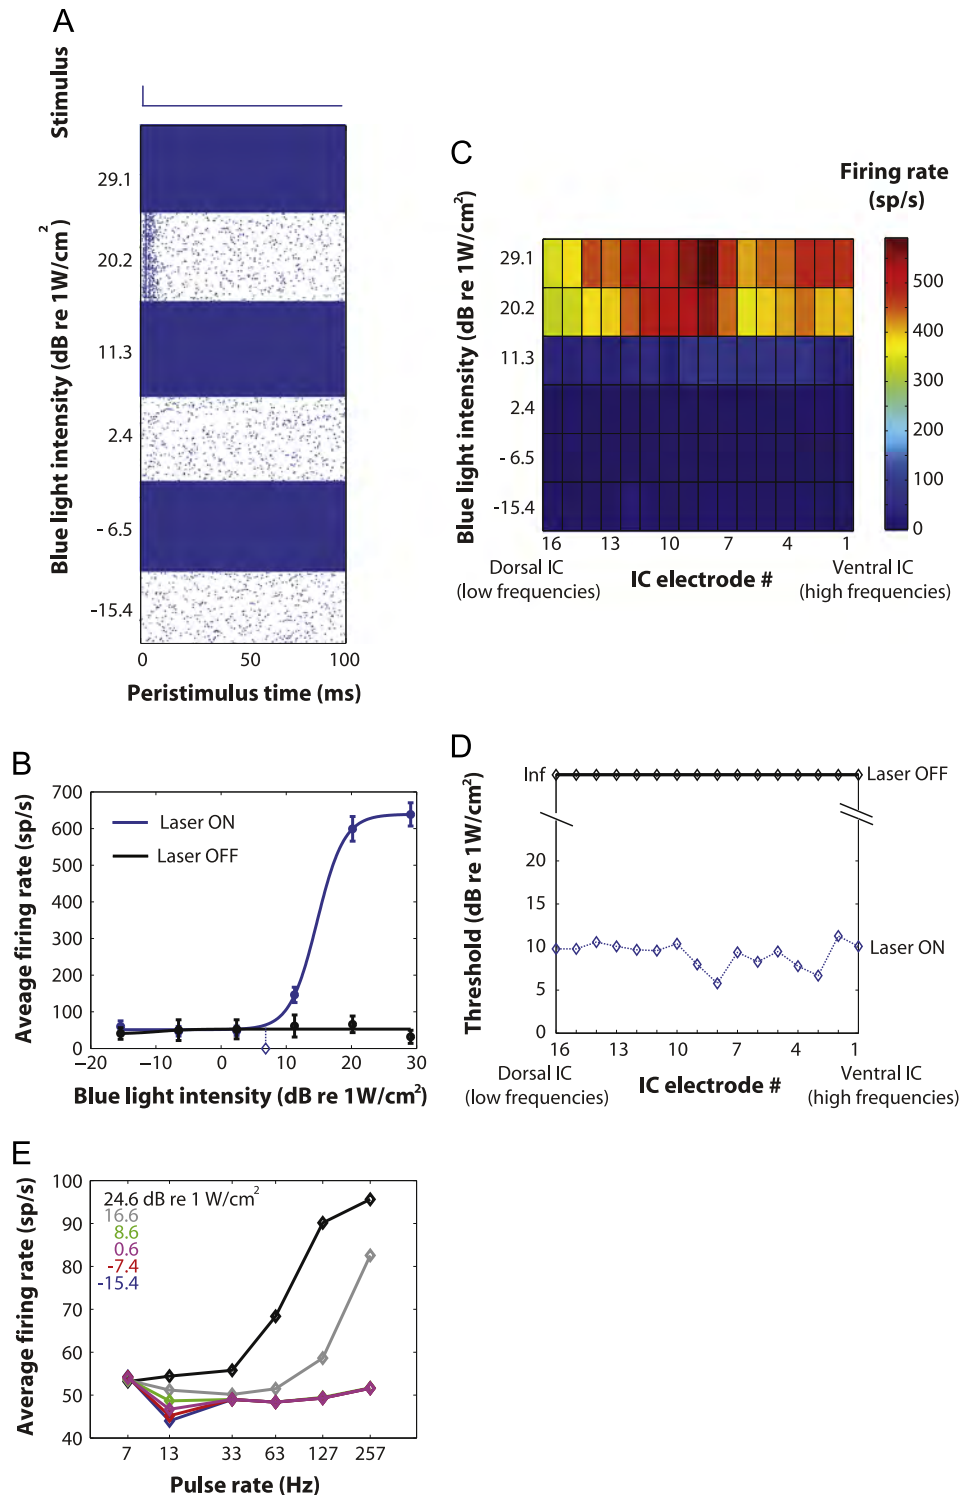 A
Stimulus
Blue light intensity (dB re 1W/cm²)
29.1
20.2
11.3
2.4
- 6.5
-15.4
0 50 100
Peristimulus time (ms)
C
Firing rate
(sp/s)
Blue light intensity (dB re 1W/cm²)
29.1
20.2
11.3
2.4
- 6.5
-15.4
500
400
300
200
100
0
16 13 10 7 4 1
Dorsal IC
(low frequencies)
IC electrode #
Ventral IC
(high frequencies)
B
Aveage firing rate (sp/s)
700
600
500
400
300
200
100
0
Laser ON
Laser OFF
−20 −10 0 10 20 30
Blue light intensity (dB re 1W/cm²)
D
Threshold (dB re 1W/cm²)
Inf
20
15
10
5
0
Laser OFF
Laser ON
16 13 10 7 4 1
Dorsal IC
(low frequencies)
IC electrode #
Ventral IC
(high frequencies)
E
Average firing rate (sp/s)
100
90
80
70
60
50
40
24.6 dB re 1 W/cm²
16.6
8.6
0.6
-7.4
-15.4
7 13 33 63 127 257
Pulse rate (Hz)